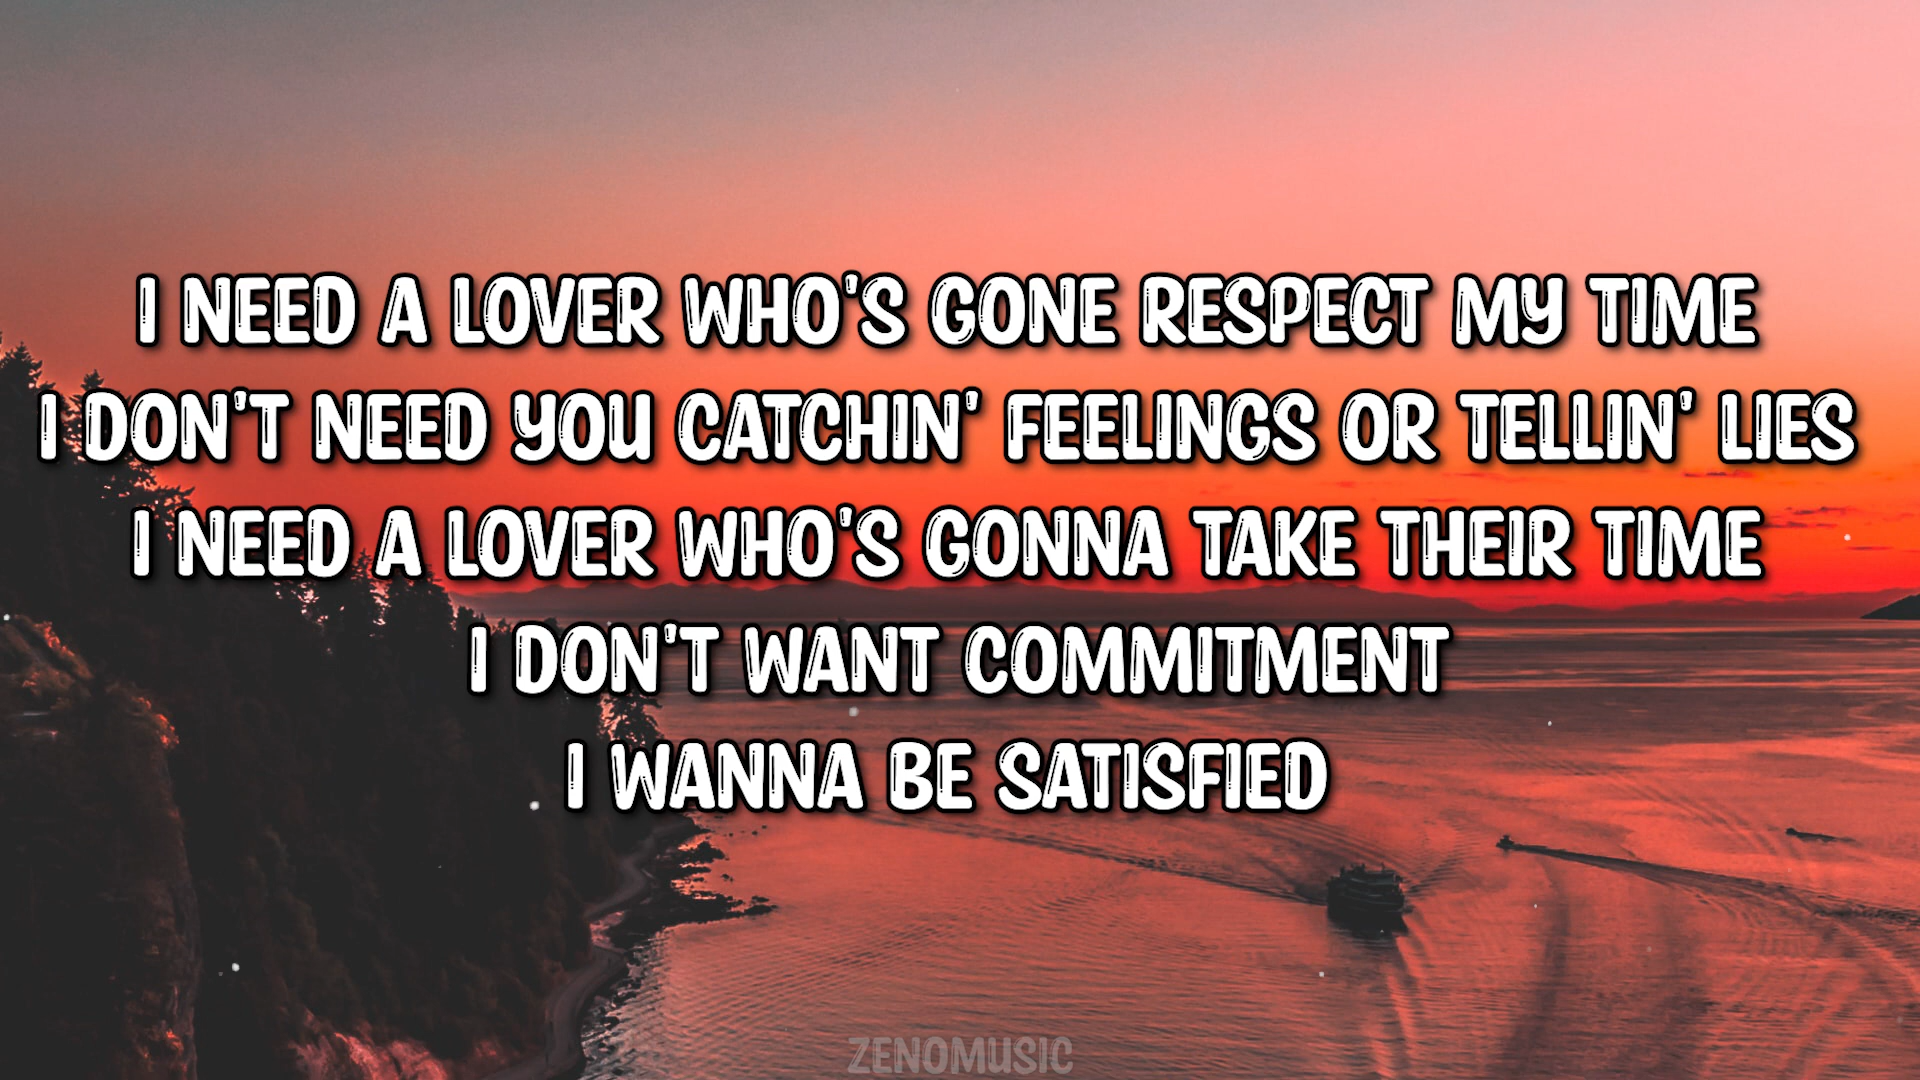 I NEED A LOVER WHO'S GONE RESPECT MY TIME
I DON'T NEED YOU CATCHIN' FEELINGS OR TELLIN' LIES
I NEED A LOVER WHO'S GONNA TAKE THEIR TIME
I DON'T WANT COMMITMENT
I WANNA BE SATISFIED
ZENOMUSIC